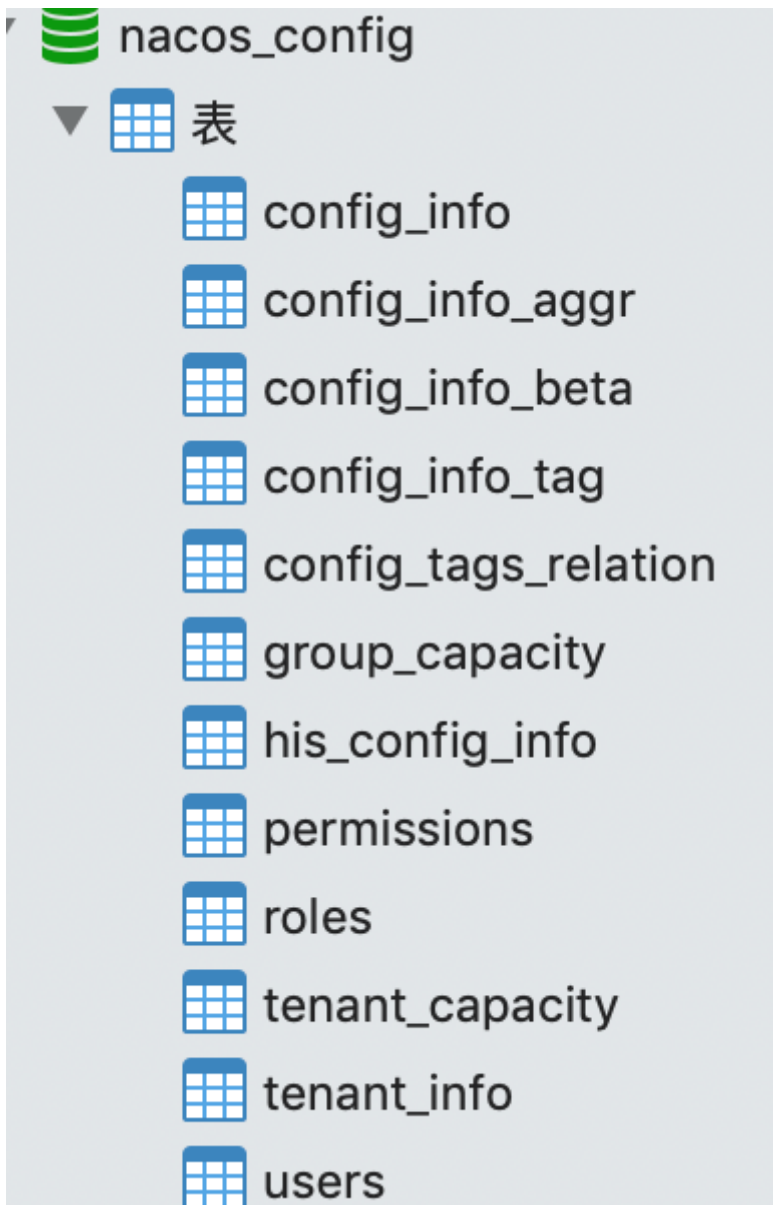 nacos_config
表
config_info
config_info_aggr
config_info_beta
config_info_tag
config_tags_relation
group_capacity
his_config_info
permissions
roles
tenant_capacity
tenant_info
users